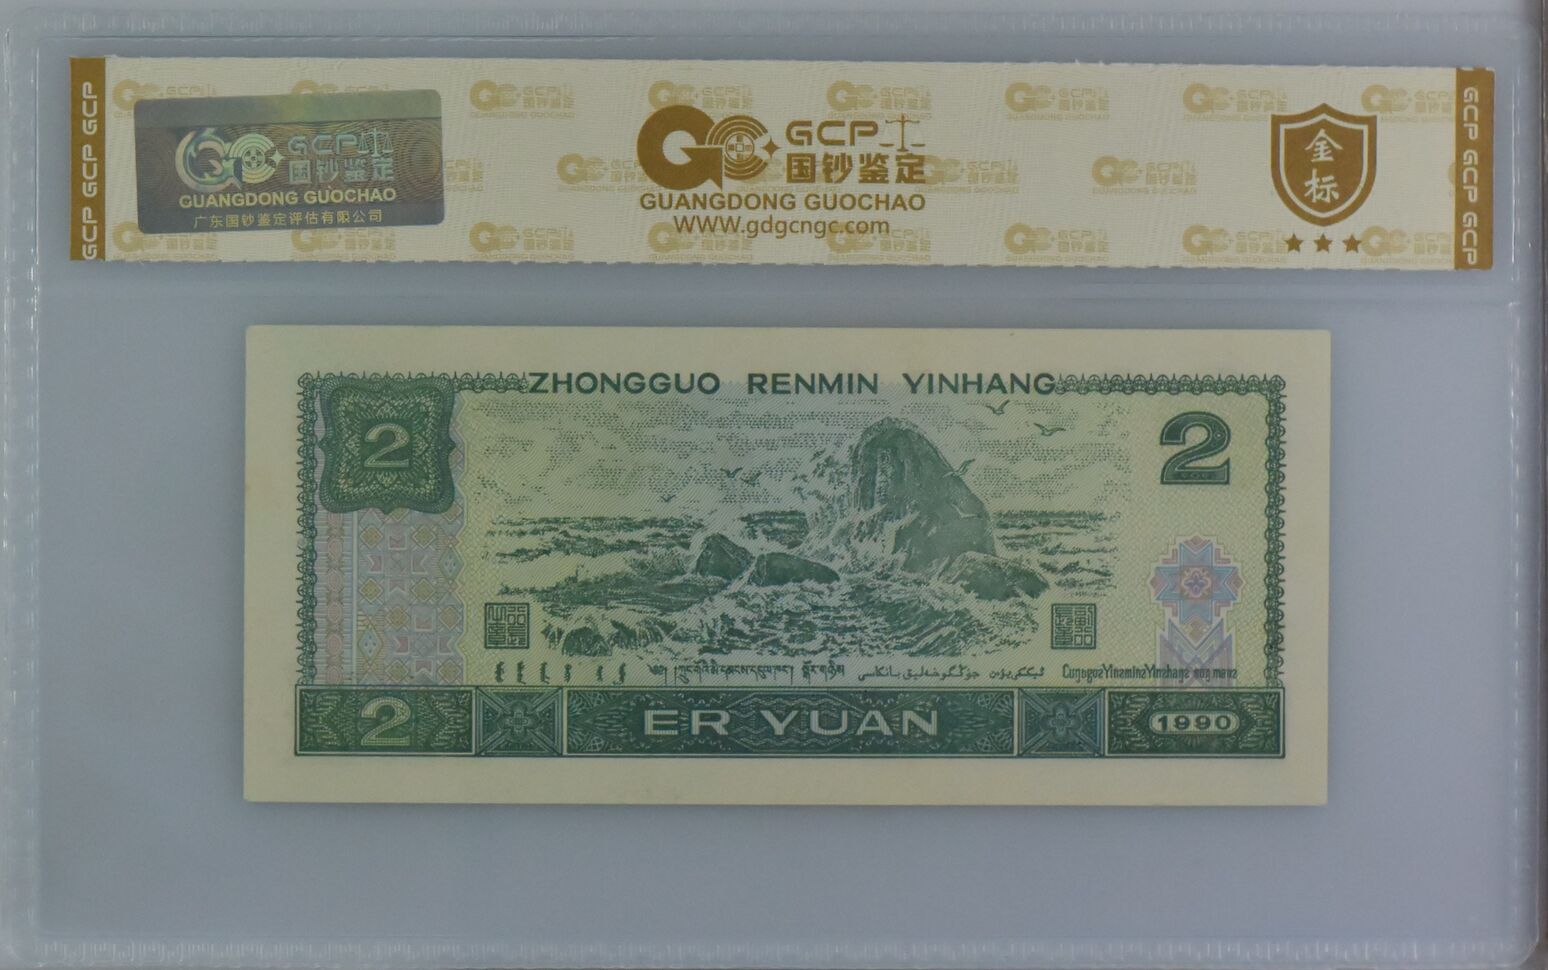 GCP GCP GCP
GCP
国钞鉴定
GUANGDONG GUOCHAO
广东国钞鉴定评估有限公司
GCP
国钞鉴定
GUANGDONG GUOCHAO
WWW.gdgcngc.com
金标
GCP GCP GCP
ZHONGGUO RENMIN YINHANG
2
2
2
ER YUAN
1990